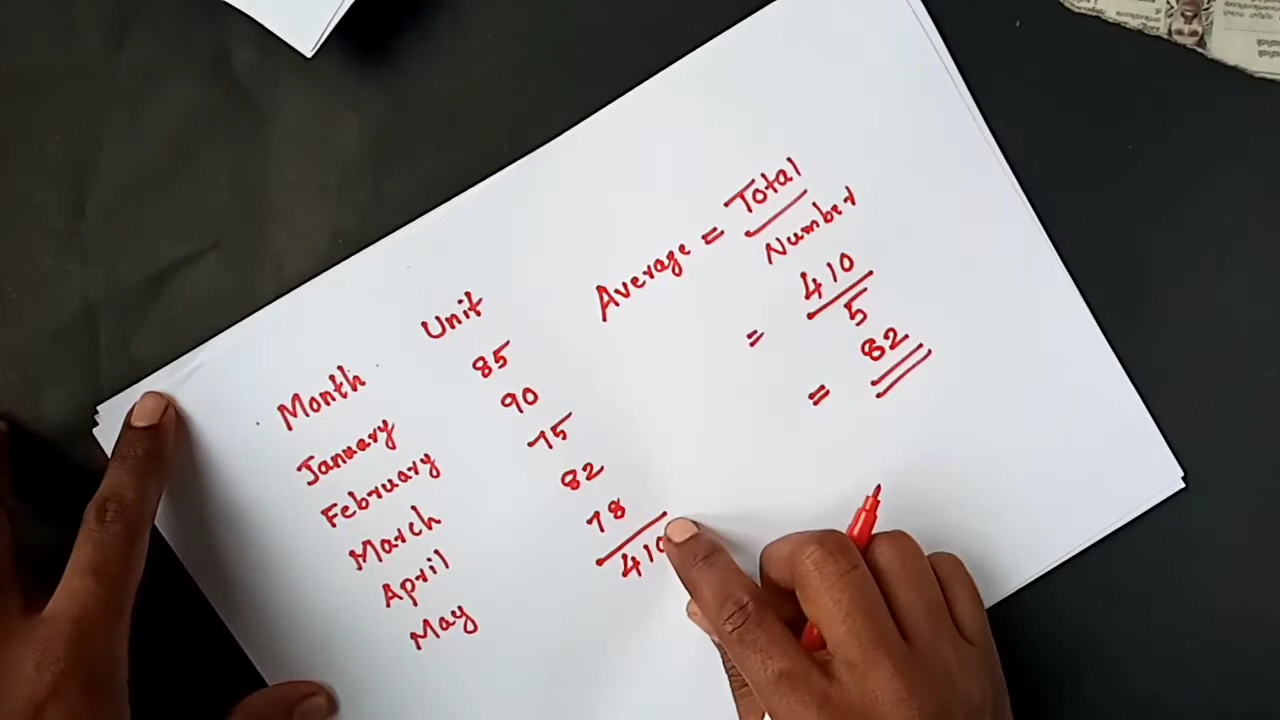 Month Unit
January 85
February 90
March 75
April 82
May 78
410
Average = Total
Number
= 410
5
= 82